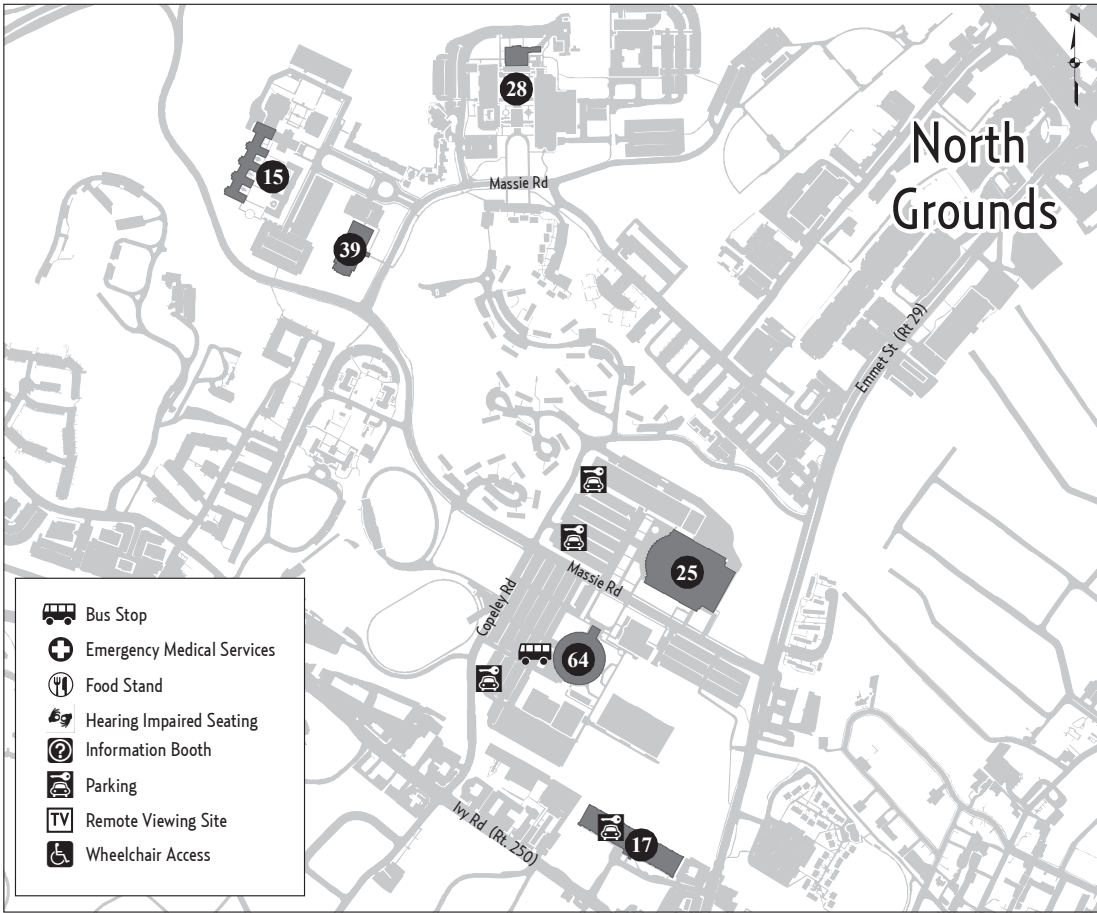 N
28
North
Grounds
15
Massie Rd
39
Emmet St (Rt 29)
25
Massie Rd
Copeley Rd
64
Bus Stop
Emergency Medical Services
Food Stand
Hearing Impaired Seating
? Information Booth
Parking
TV Remote Viewing Site
Wheelchair Access
Ivy Rd (Rt. 250)
17